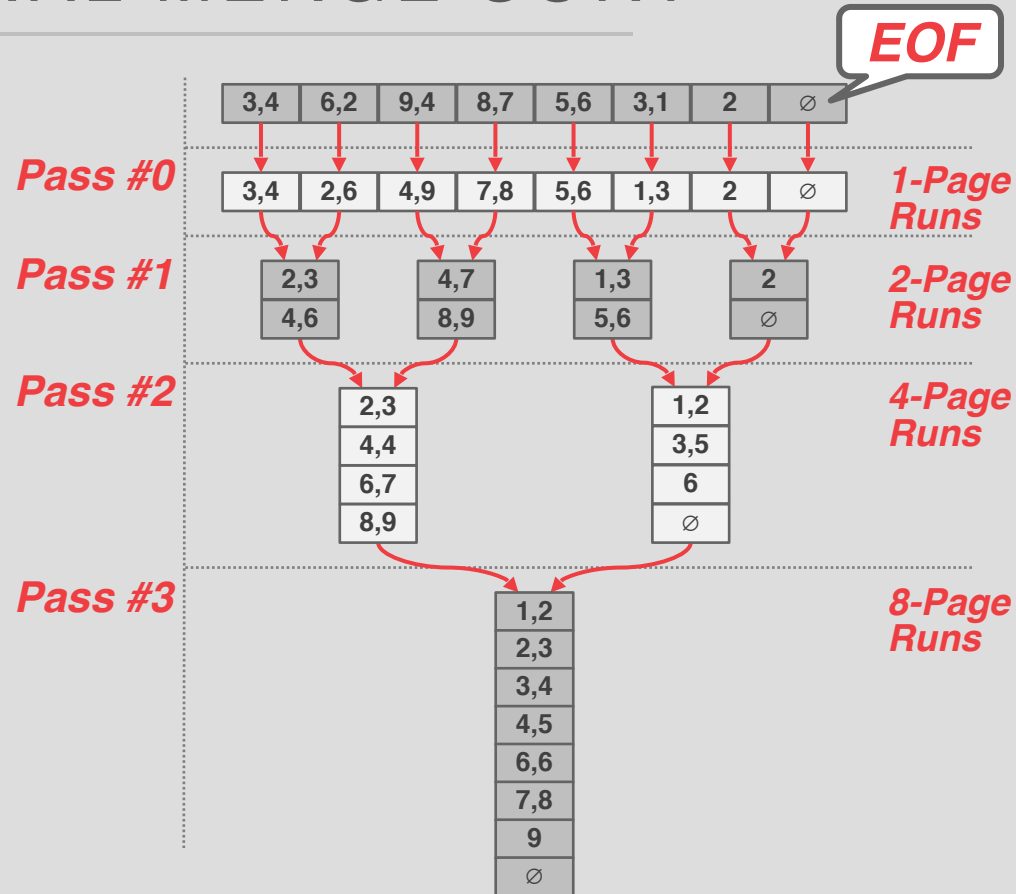 EOF
3,4 6,2 9,4 8,7 5,6 3,1 2 ∅
Pass #0
3,4 2,6 4,9 7,8 5,6 1,3 2 ∅
1-Page
Runs
Pass #1
2,3 4,7 1,3 2
4,6 8,9 5,6 ∅
2-Page
Runs
Pass #2
2,3 1,2
4,4 3,5
6,7 6
8,9 ∅
4-Page
Runs
Pass #3
1,2
2,3
3,4
4,5
6,6
7,8
9
∅
8-Page
Runs